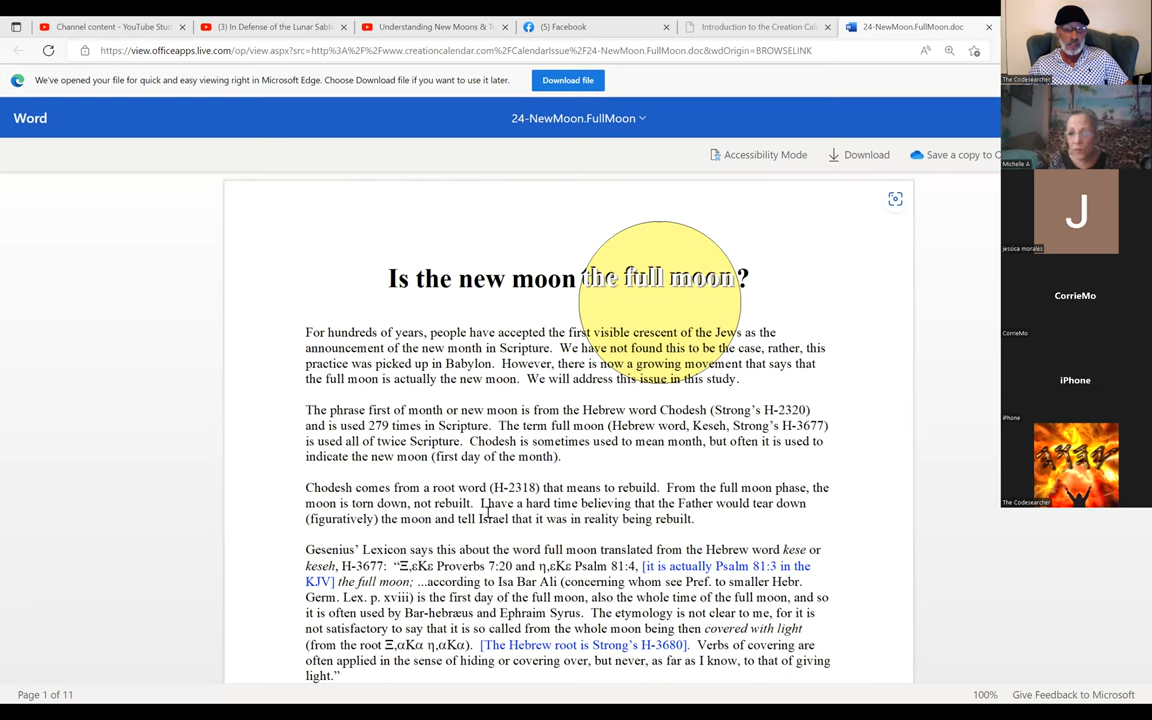 Channel content - YouTube Stud
(3) In Defense of the Lunar Sabb
Understanding New Moons & T
(5) Facebook
Introduction to the Creation Cal
24-NewMoon.FullMoon.doc
https://view.officeapps.live.com/op/view.aspx?src=http%3A%2F%2Fwww.creationcalendar.com%2FCalendarIssue%2F24-NewMoon.FullMoon.doc&wdOrigin=BROWSELINK
We've opened your file for quick and easy viewing right in Microsoft Edge. Choose Download file if you want to use it later.
Download file
Word
24-NewMoon.FullMoon
Accessibility Mode
Download
Save a copy to O
Is the new moon the full moon?
For hundreds of years, people have accepted the first visible crescent of the Jews as the
announcement of the new month in Scripture.  We have not found this to be the case, rather, this
practice was picked up in Babylon.  However, there is now a growing movement that says that
the full moon is actually the new moon.  We will address this issue in this study.
The phrase first of month or new moon is from the Hebrew word Chodesh (Strong's H-2320)
and is used 279 times in Scripture.  The term full moon (Hebrew word, Keseh, Strong's H-3677)
is used all of twice Scripture.  Chodesh is sometimes used to mean month, but often it is used to
indicate the new moon (first day of the month).
Chodesh comes from a root word (H-2318) that means to rebuild.  From the full moon phase, the
moon is torn down, not rebuilt.  I have a hard time believing that the Father would tear down
(figuratively) the moon and tell Israel that it was in reality being rebuilt.
Gesenius' Lexicon says this about the word full moon translated from the Hebrew word kese or
keseh, H-3677:  “Ξ,εΚε Proverbs 7:20 and η,εΚε Psalm 81:4, [it is actually Psalm 81:3 in the
KJV] the full moon; ...according to Isa Bar Ali (concerning whom see Pref. to smaller Hebr.
Germ. Lex. p. xviii) is the first day of the full moon, also the whole time of the full moon, and so
it is often used by Bar-hebræus and Ephraim Syrus.  The etymology is not clear to me, for it is
not satisfactory to say that it is so called from the whole moon being then covered with light
(from the root Ξ,αΚα η,αΚα).  [The Hebrew root is Strong's H-3680].  Verbs of covering are
often applied in the sense of hiding or covering over, but never, as far as I know, to that of giving
light.”
Page 1 of 11
100%
Give Feedback to Microsoft
The Codesearcher
Michelle A
J
jessica morales
CorrieMo
CorrieMo
iPhone
iPhone
The Codesearcher